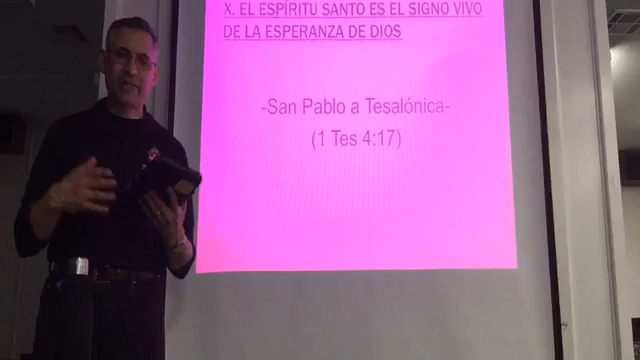 X. EL ESPÍRITU SANTO ES EL SIGNO VIVO
DE LA ESPERANZA DE DIOS
-San Pablo a Tesalónica-
(1 Tes 4:17)